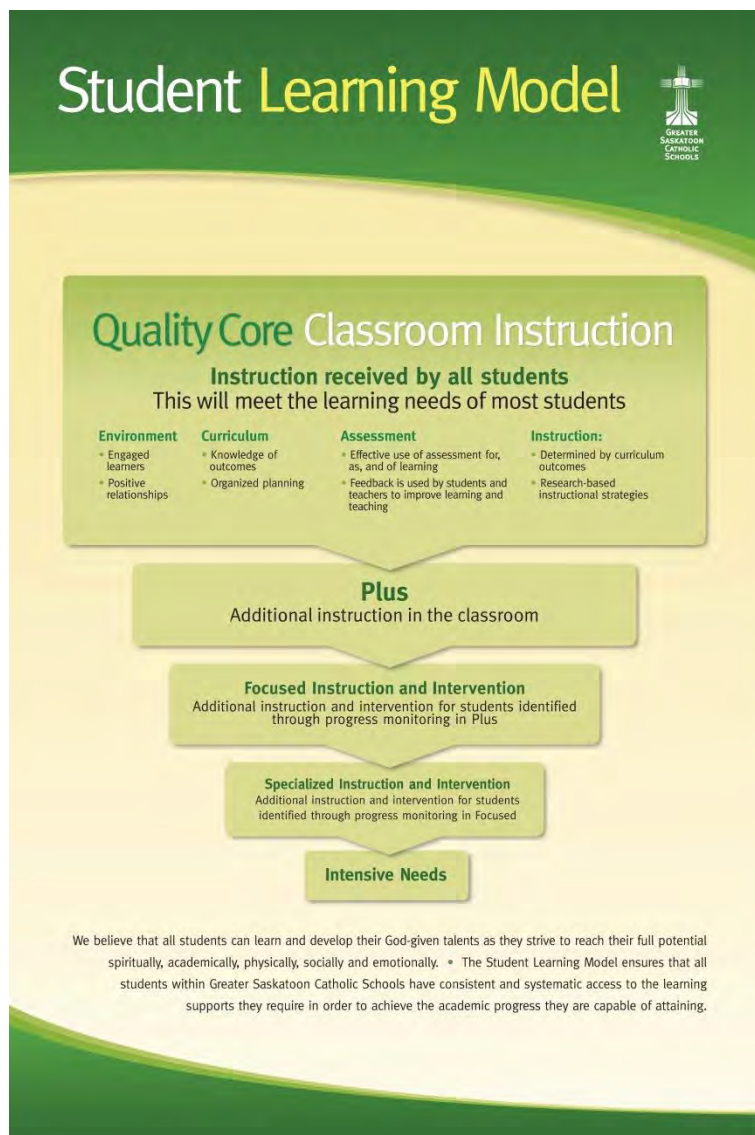 Student Learning Model
GREATER
SASKATOON
CATHOLIC
SCHOOLS
Quality Core Classroom Instruction
Instruction received by all students
This will meet the learning needs of most students
Environment
• Engaged
learners
• Positive
relationships
Curriculum
• Knowledge of
outcomes
• Organized planning
Assessment
• Effective use of assessment for,
as, and of learning
• Feedback is used by students and
teachers to improve learning and
teaching
Instruction:
• Determined by curriculum
outcomes
• Research-based
instructional strategies
Plus
Additional instruction in the classroom
Focused Instruction and Intervention
Additional instruction and intervention for students identified
through progress monitoring in Plus
Specialized Instruction and Intervention
Additional instruction and intervention for students
identified through progress monitoring in Focused
Intensive Needs
We believe that all students can learn and develop their God-given talents as they strive to reach their full potential
spiritually, academically, physically, socially and emotionally. • The Student Learning Model ensures that all
students within Greater Saskatoon Catholic Schools have consistent and systematic access to the learning
supports they require in order to achieve the academic progress they are capable of attaining.